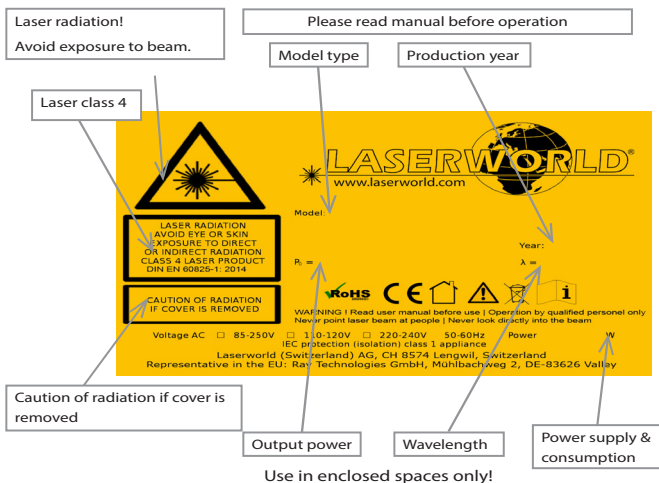 Laser radiation!
Avoid exposure to beam.
Please read manual before operation
Model type
Production year
Laser class 4
LASERWORLD®
www.laserworld.com
Model:
LASER RADIATION
AVOID EYE OR SKIN
EXPOSURE TO DIRECT
OR INDIRECT RADIATION
CLASS 4 LASER PRODUCT
DIN EN 60825-1: 2014
Year:
P₀ =
λ =
CAUTION OF RADIATION
IF COVER IS REMOVED
RoHS CE i
WARNING ! Read user manual before use | Operation by qualified personel only
Never point laser beam at people | Never look directly into the beam
Voltage AC ☐ 85-250V ☐ 110-120V ☐ 220-240V 50-60Hz Power W
IEC protection (isolation) class 1 appliance
Laserworld (Switzerland) AG, CH 8574 Lengwil, Switzerland
Representative in the EU: Ray Technologies GmbH, Mühlbachweg 2, DE-83626 Valley
Caution of radiation if cover is
removed
Output power
Wavelength
Power supply &
consumption
Use in enclosed spaces only!